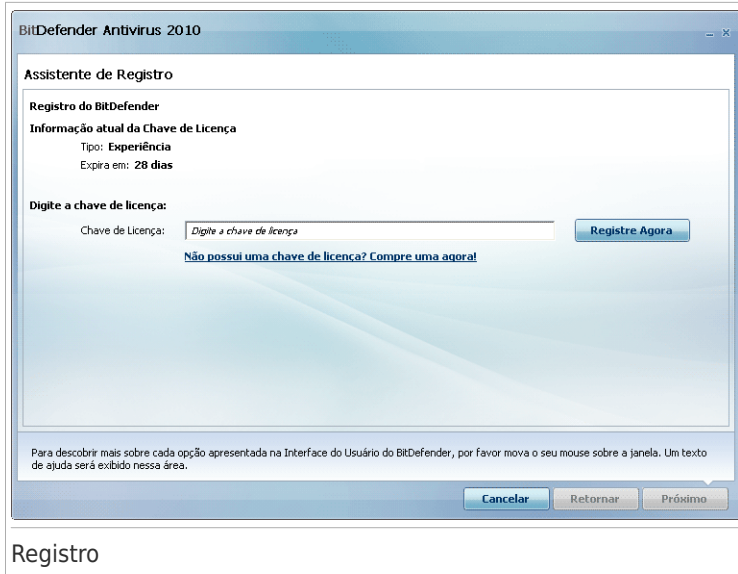 BitDefender Antivirus 2010
Assistente de Registro
Registro do BitDefender
Informação atual da Chave de Licença
Tipo: Experiência
Expira em: 28 dias
Digite a chave de licença:
Chave de Licença: Digite a chave de licença Registre Agora
Não possui uma chave de licença? Compre uma agora!
Para descobrir mais sobre cada opção apresentada na Interface do Usuário do BitDefender, por favor mova o seu mouse sobre a janela. Um texto
de ajuda será exibido nessa área.
Cancelar Retornar Próximo
Registro